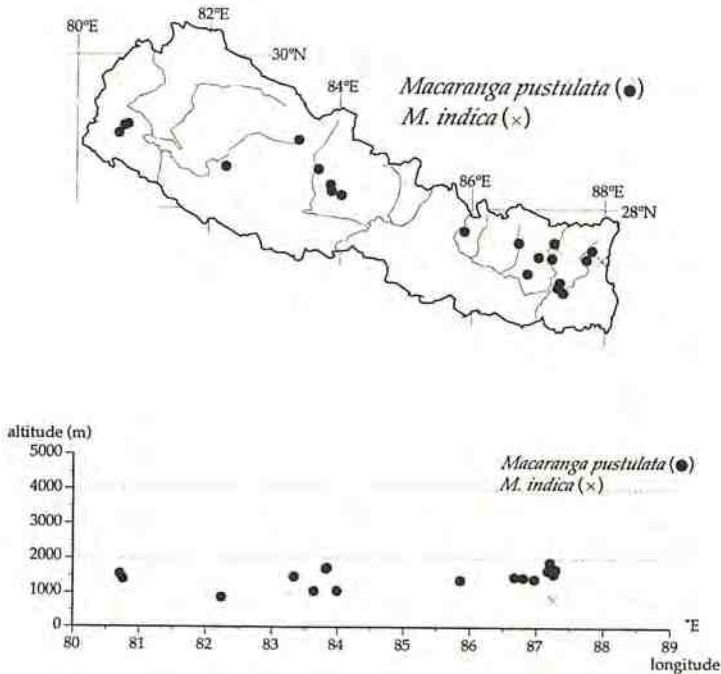 80°E
82°E
30°N
84°E
Macaranga pustulata (●)
M. indica (×)
86°E
88°E
28°N
altitude (m)
5000
4000
3000
2000
1000
0
Macaranga pustulata (●)
M. indica (×)
80 81 82 83 84 85 86 87 88 89
°E
longitude